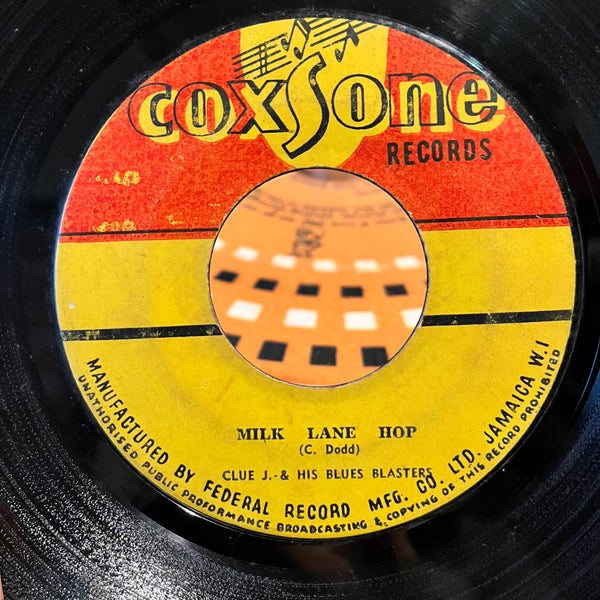 coxSone
RECORDS
MILK LANE HOP
(C. Dodd)
CLUE J. & HIS BLUES BLASTERS
MANUFACTURED BY FEDERAL RECORD MFG. CO. LTD. JAMAICA W.I
UNATHORISED PUBLIC PROFORMANCE BROADCASTING & COPYING OF THIS RECORD PROHIBITED